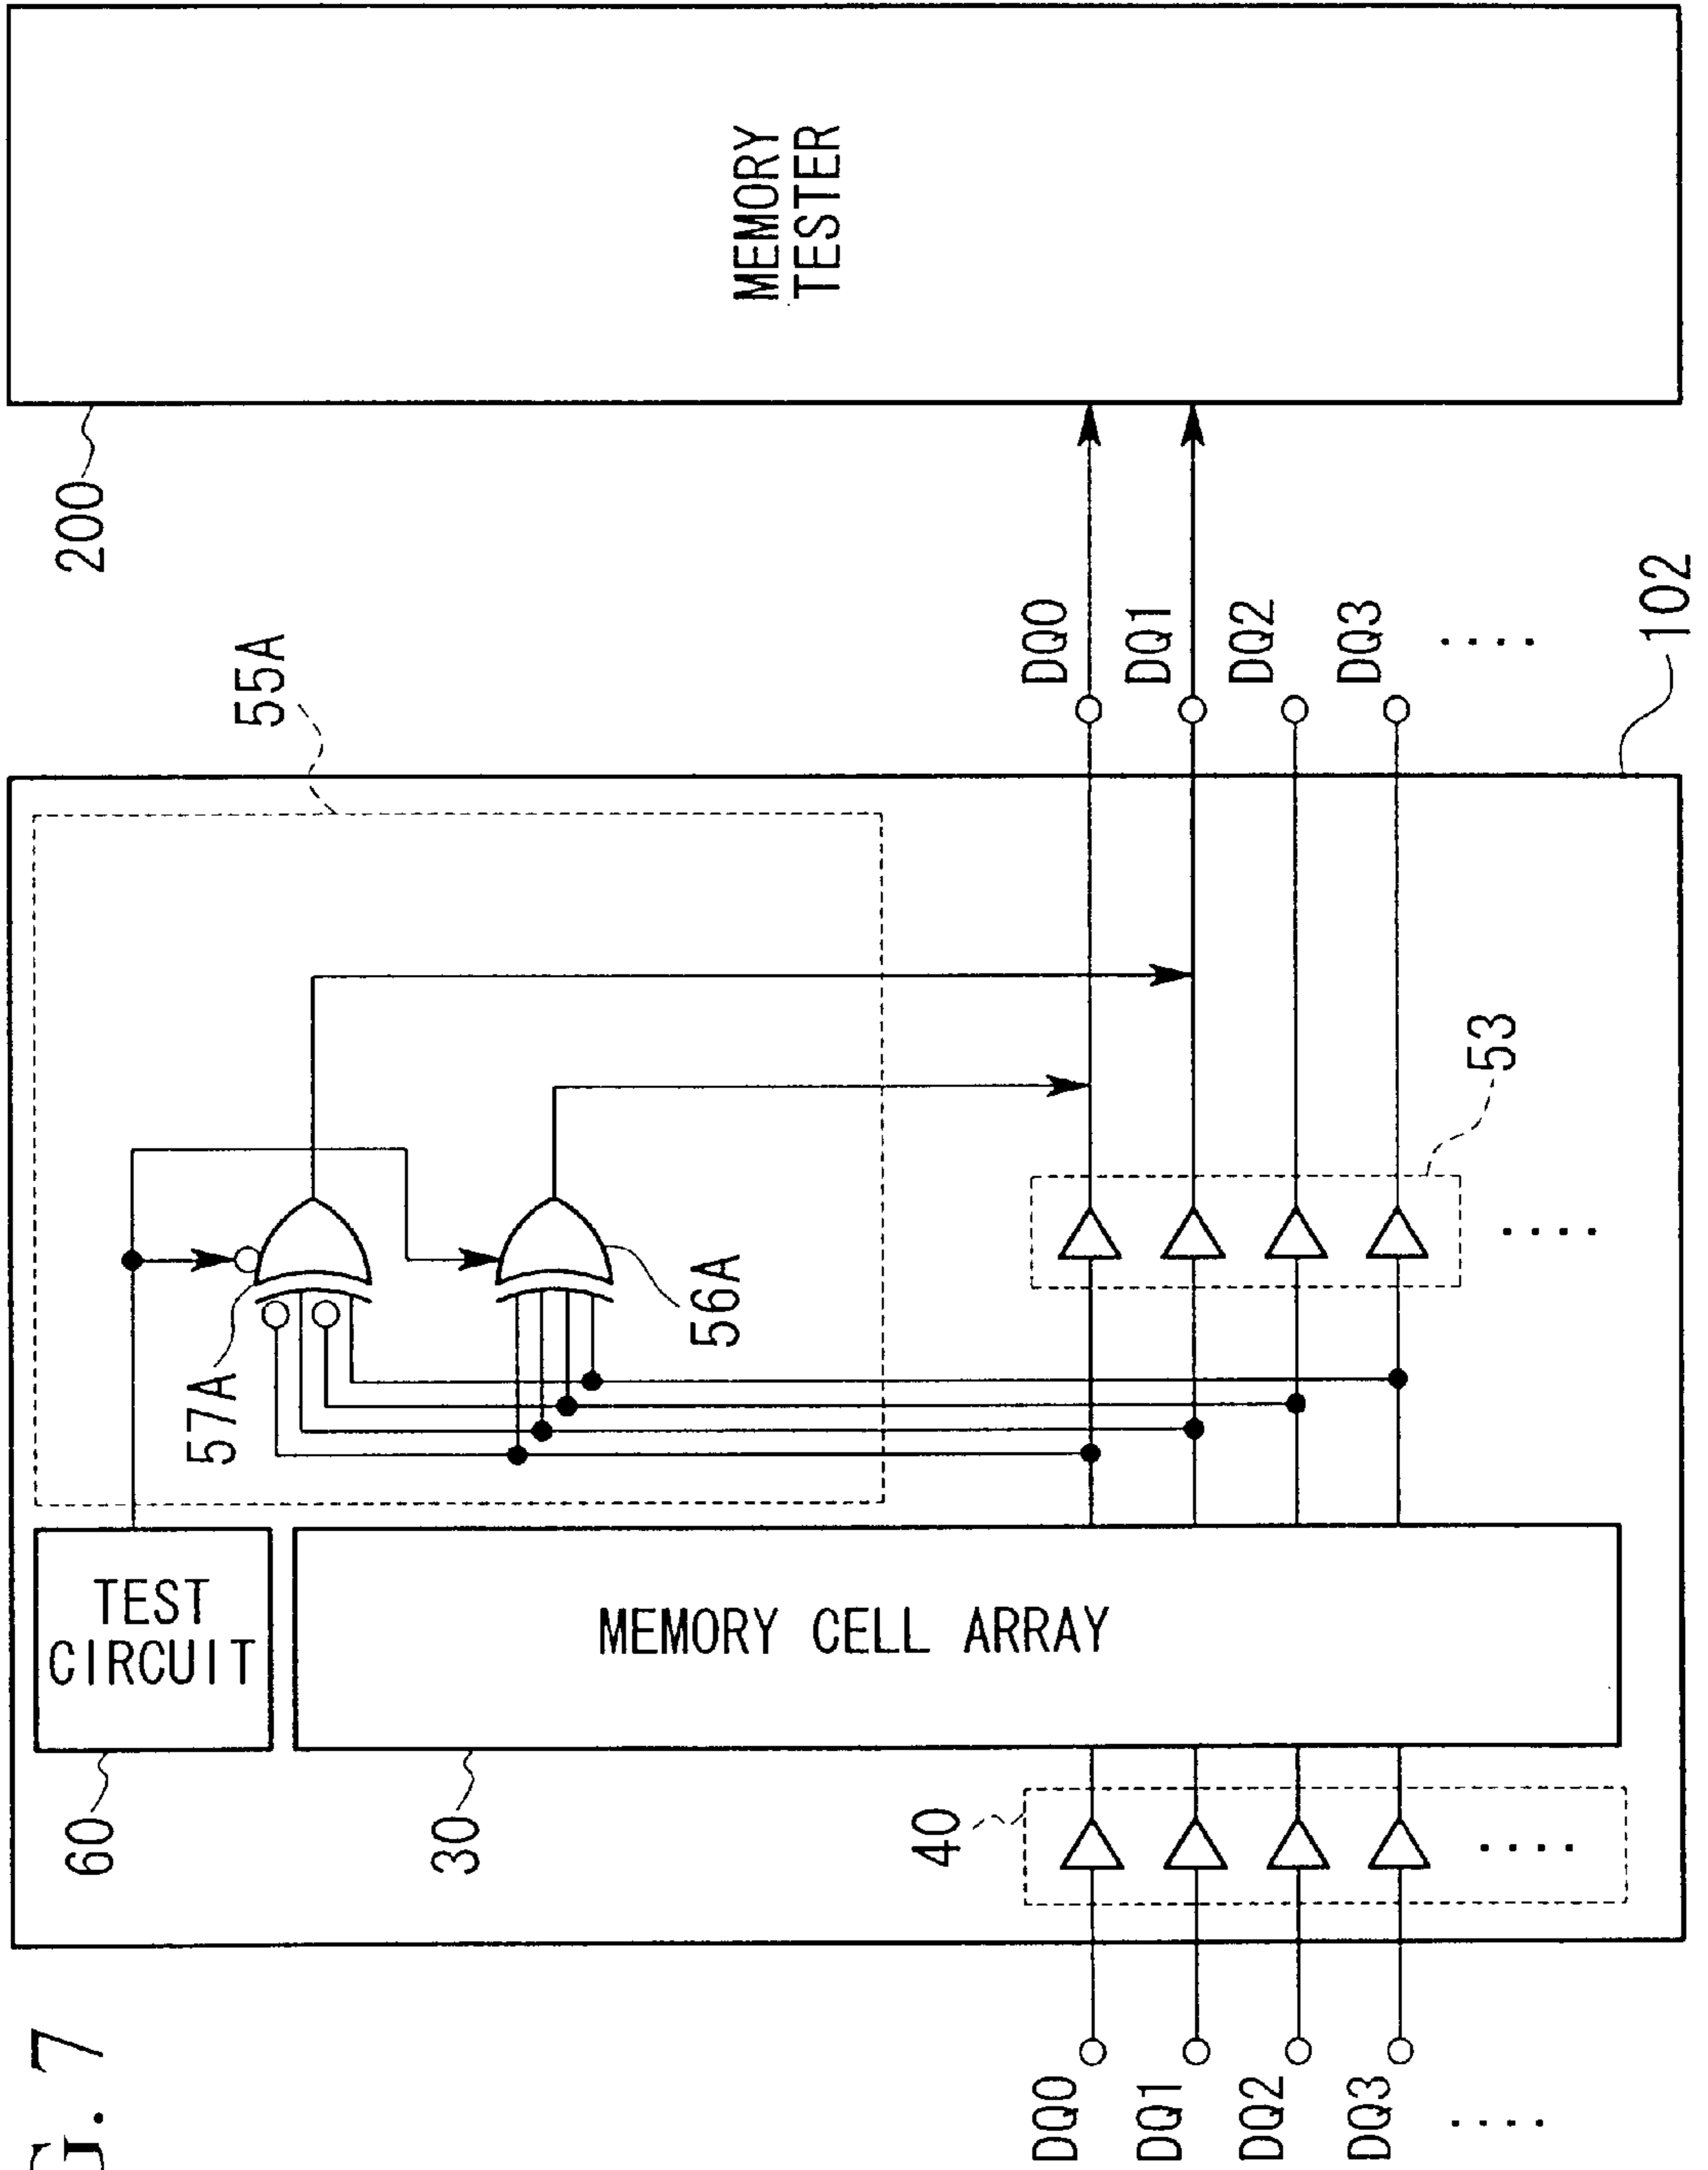 G. 7
60
TEST
CIRCUIT
30
MEMORY CELL ARRAY
40
DQ0
DQ1
DQ2
DQ3
....
....
57A
56A
55A
53
....
DQ0
DQ1
DQ2
DQ3
....
102
200
MEMORY
TESTER